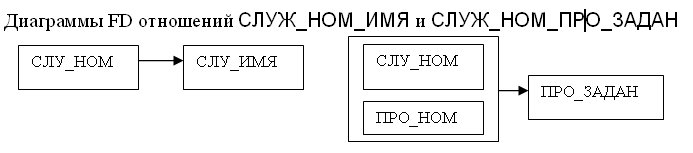 Диаграммы FD отношений СЛУЖ_НОМ_ИМЯ и СЛУЖ_НОМ_ПРО_ЗАДАН
СЛУ_НОМ СЛУ_ИМЯ СЛУ_НОМ
ПРО_ЗАДАН
ПРО_НОМ